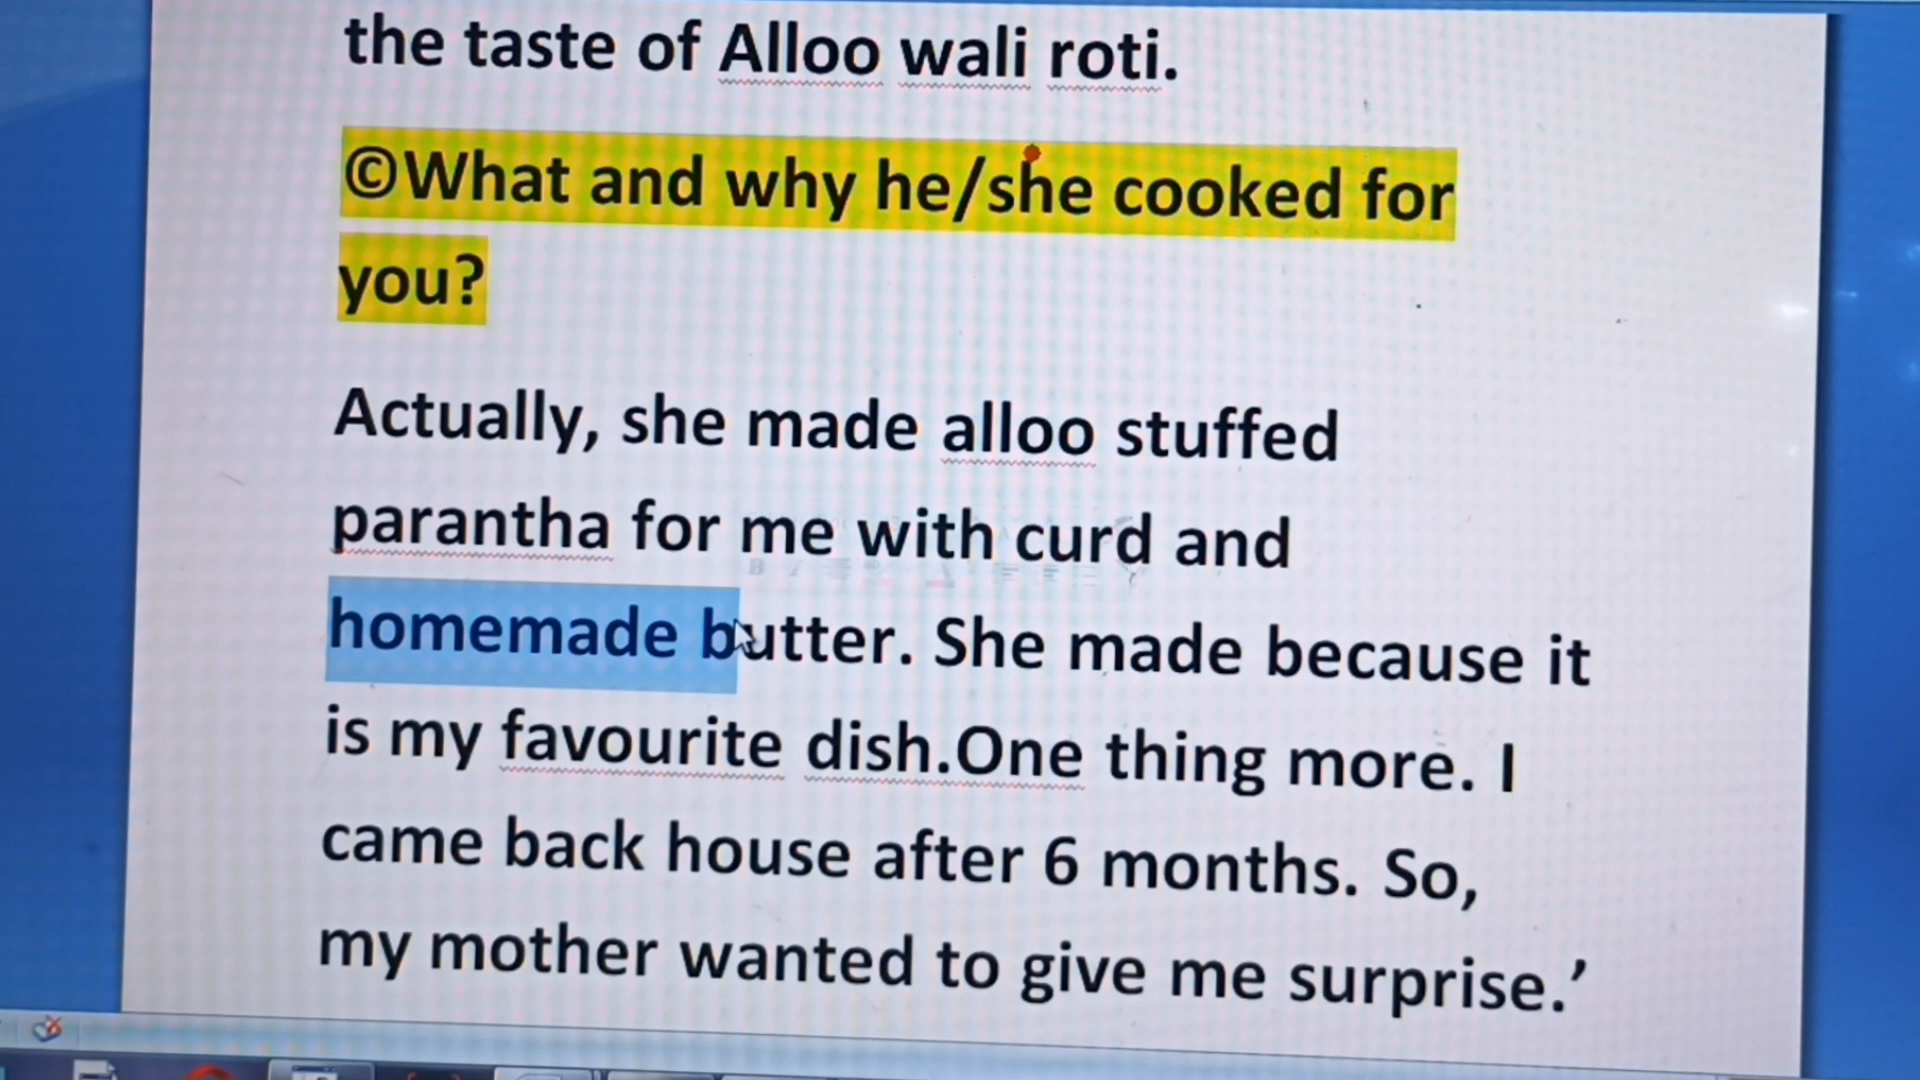 the taste of Alloo wali roti.
©What and why he/she cooked for
you?
Actually, she made alloo stuffed
parantha for me with curd and
homemade butter. She made because it
is my favourite dish.One thing more. I
came back house after 6 months. So,
my mother wanted to give me surprise.’